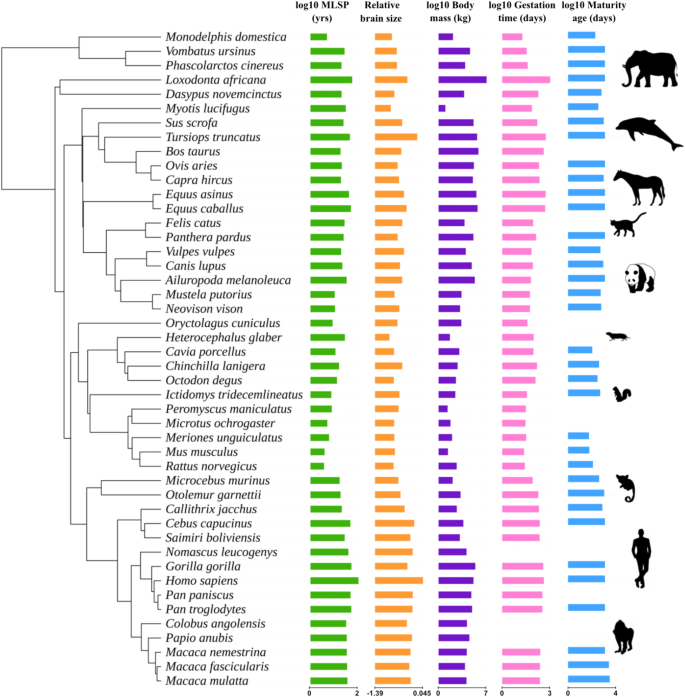 log10 MLSP (yrs)
Relative brain size
log10 Body mass (kg)
log10 Gestation time (days)
log10 Maturity age (days)
Monodelphis domestica
Vombatus ursinus
Phascolarctos cinereus
Loxodonta africana
Dasypus novemcinctus
Myotis lucifugus
Sus scrofa
Tursiops truncatus
Bos taurus
Ovis aries
Capra hircus
Equus asinus
Equus caballus
Felis catus
Panthera pardus
Vulpes vulpes
Canis lupus
Ailuropoda melanoleuca
Mustela putorius
Neovison vison
Oryctolagus cuniculus
Heterocephalus glaber
Cavia porcellus
Chinchilla lanigera
Octodon degus
Ictidomys tridecemlineatus
Peromyscus maniculatus
Microtus ochrogaster
Meriones unguiculatus
Mus musculus
Rattus norvegicus
Microcebus murinus
Otolemur garnettii
Callithrix jacchus
Cebus capucinus
Saimiri boliviensis
Nomascus leucogenys
Gorilla gorilla
Homo sapiens
Pan paniscus
Pan troglodytes
Colobus angolensis
Papio anubis
Macaca nemestrina
Macaca fascicularis
Macaca mulatta
0 2 -1.39 0.045 0 7 0 3 0 4